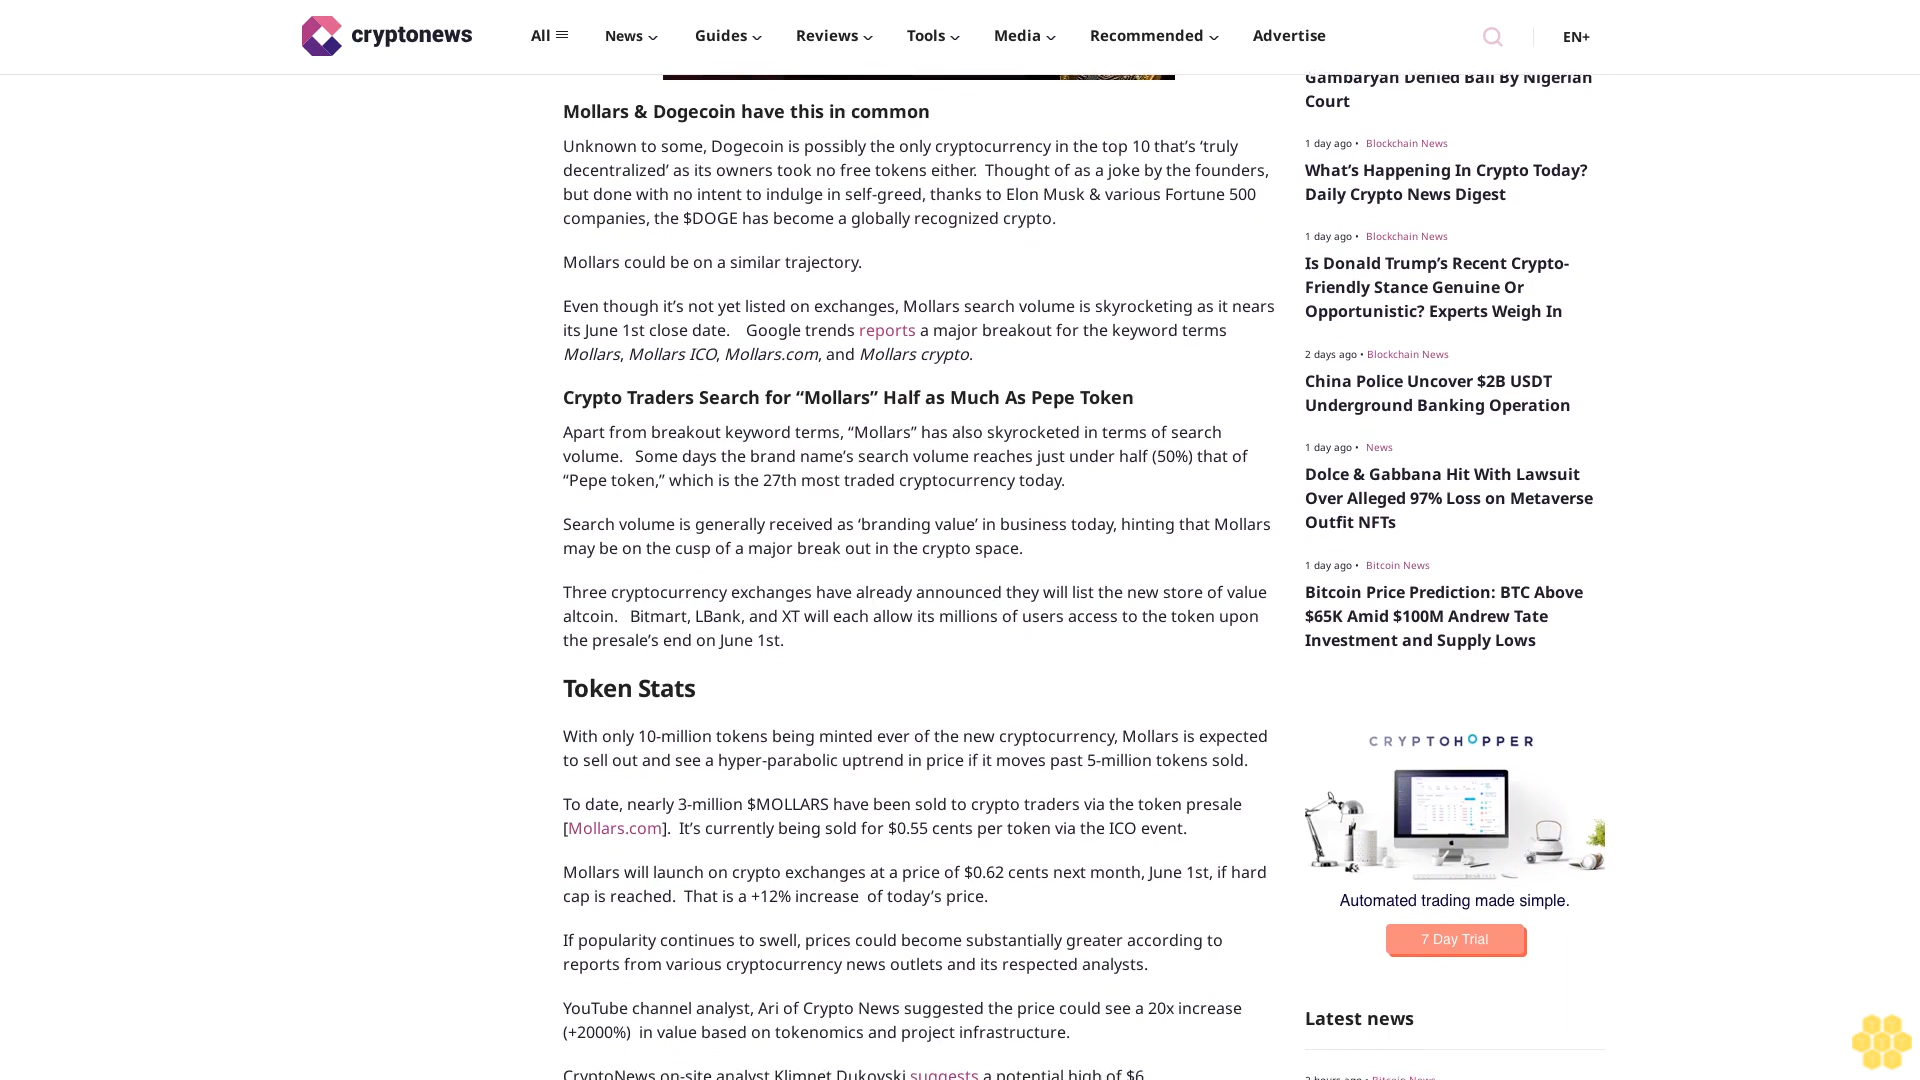 cryptonews
All
News
Guides
Reviews
Tools
Media
Recommended
Advertise
EN+
Mollars & Dogecoin have this in common
Unknown to some, Dogecoin is possibly the only cryptocurrency in the top 10 that’s ‘truly
decentralized’ as its owners took no free tokens either.  Thought of as a joke by the founders,
but done with no intent to indulge in self-greed, thanks to Elon Musk & various Fortune 500
companies, the $DOGE has become a globally recognized crypto.
Mollars could be on a similar trajectory.
Even though it’s not yet listed on exchanges, Mollars search volume is skyrocketing as it nears
its June 1st close date.    Google trends reports a major breakout for the keyword terms
Mollars, Mollars ICO, Mollars.com, and Mollars crypto.
Crypto Traders Search for “Mollars” Half as Much As Pepe Token
Apart from breakout keyword terms, “Mollars” has also skyrocketed in terms of search
volume.   Some days the brand name’s search volume reaches just under half (50%) that of
“Pepe token,” which is the 27th most traded cryptocurrency today.
Search volume is generally received as ‘branding value’ in business today, hinting that Mollars
may be on the cusp of a major break out in the crypto space.
Three cryptocurrency exchanges have already announced they will list the new store of value
altcoin.   Bitmart, LBank, and XT will each allow its millions of users access to the token upon
the presale’s end on June 1st.
Token Stats
With only 10-million tokens being minted ever of the new cryptocurrency, Mollars is expected
to sell out and see a hyper-parabolic uptrend in price if it moves past 5-million tokens sold.
To date, nearly 3-million $MOLLARS have been sold to crypto traders via the token presale
[Mollars.com].  It’s currently being sold for $0.55 cents per token via the ICO event.
Mollars will launch on crypto exchanges at a price of $0.62 cents next month, June 1st, if hard
cap is reached.  That is a +12% increase  of today’s price.
If popularity continues to swell, prices could become substantially greater according to
reports from various cryptocurrency news outlets and its respected analysts.
YouTube channel analyst, Ari of Crypto News suggested the price could see a 20x increase
(+2000%)  in value based on tokenomics and project infrastructure.
CryptoNews on-site analyst Klimnet Dukovski suggests a potential high of $6
Gambaryan Denied Bail By Nigerian
Court
1 day ago • Blockchain News
What’s Happening In Crypto Today?
Daily Crypto News Digest
1 day ago • Blockchain News
Is Donald Trump’s Recent Crypto-
Friendly Stance Genuine Or
Opportunistic? Experts Weigh In
2 days ago • Blockchain News
China Police Uncover $2B USDT
Underground Banking Operation
1 day ago • News
Dolce & Gabbana Hit With Lawsuit
Over Alleged 97% Loss on Metaverse
Outfit NFTs
1 day ago • Bitcoin News
Bitcoin Price Prediction: BTC Above
$65K Amid $100M Andrew Tate
Investment and Supply Lows
CRYPTOHOPPER
Automated trading made simple.
7 Day Trial
Latest news
2 hours ago • Bitcoin News